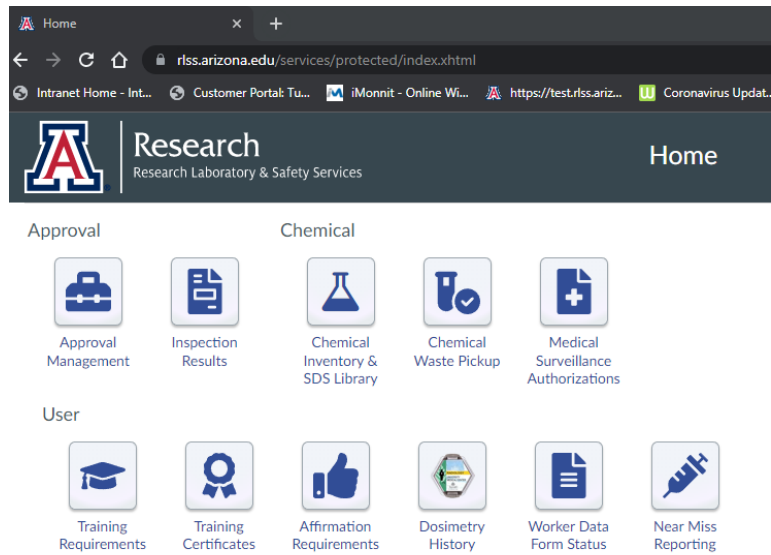 Home
rlss.arizona.edu/services/protected/index.xhtml
Intranet Home - Int...
Customer Portal: Tu...
iMonnit - Online Wi...
https://test.rlss.ariz...
Coronavirus Updat...
A
Research
Research Laboratory & Safety Services
Home
Approval
Chemical
Approval
Management
Inspection
Results
Chemical
Inventory &
SDS Library
Chemical
Waste Pickup
Medical
Surveillance
Authorizations
User
Training
Requirements
Training
Certificates
Affirmation
Requirements
Dosimetry
History
Worker Data
Form Status
Near Miss
Reporting